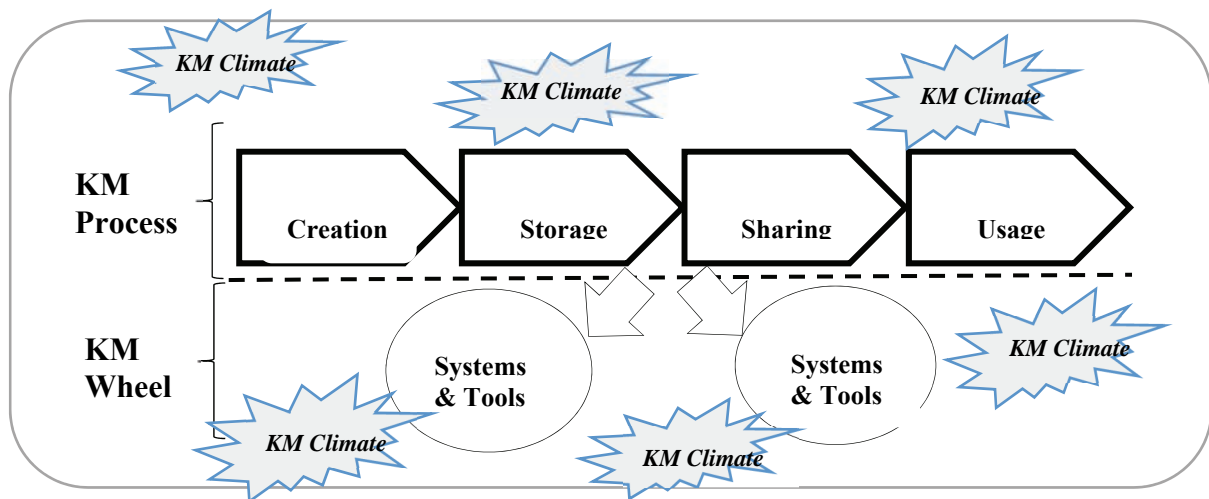 KM Climate
KM Climate
KM Climate
KM
Process
Creation
Storage
Sharing
Usage
KM
Wheel
Systems
& Tools
Systems
& Tools
KM Climate
KM Climate
KM Climate